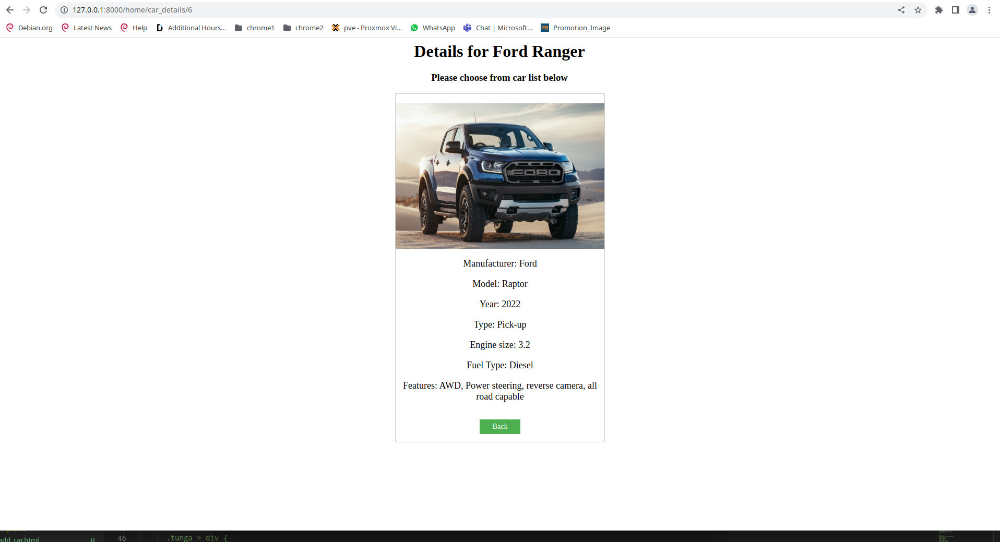 127.0.0.1:8000/home/car_details/6
Debian.org Latest News Help Additional Hours... chrome1 chrome2 pve - Proxmox Vi... WhatsApp Chat | Microsoft... Promotion_Image
Details for Ford Ranger
Please choose from car list below
FORD
Manufacturer: Ford
Model: Raptor
Year: 2022
Type: Pick-up
Engine size: 3.2
Fuel Type: Diesel
Features: AWD, Power steering, reverse camera, all
road capable
Back
add_car.html U 46 .tunga > div {